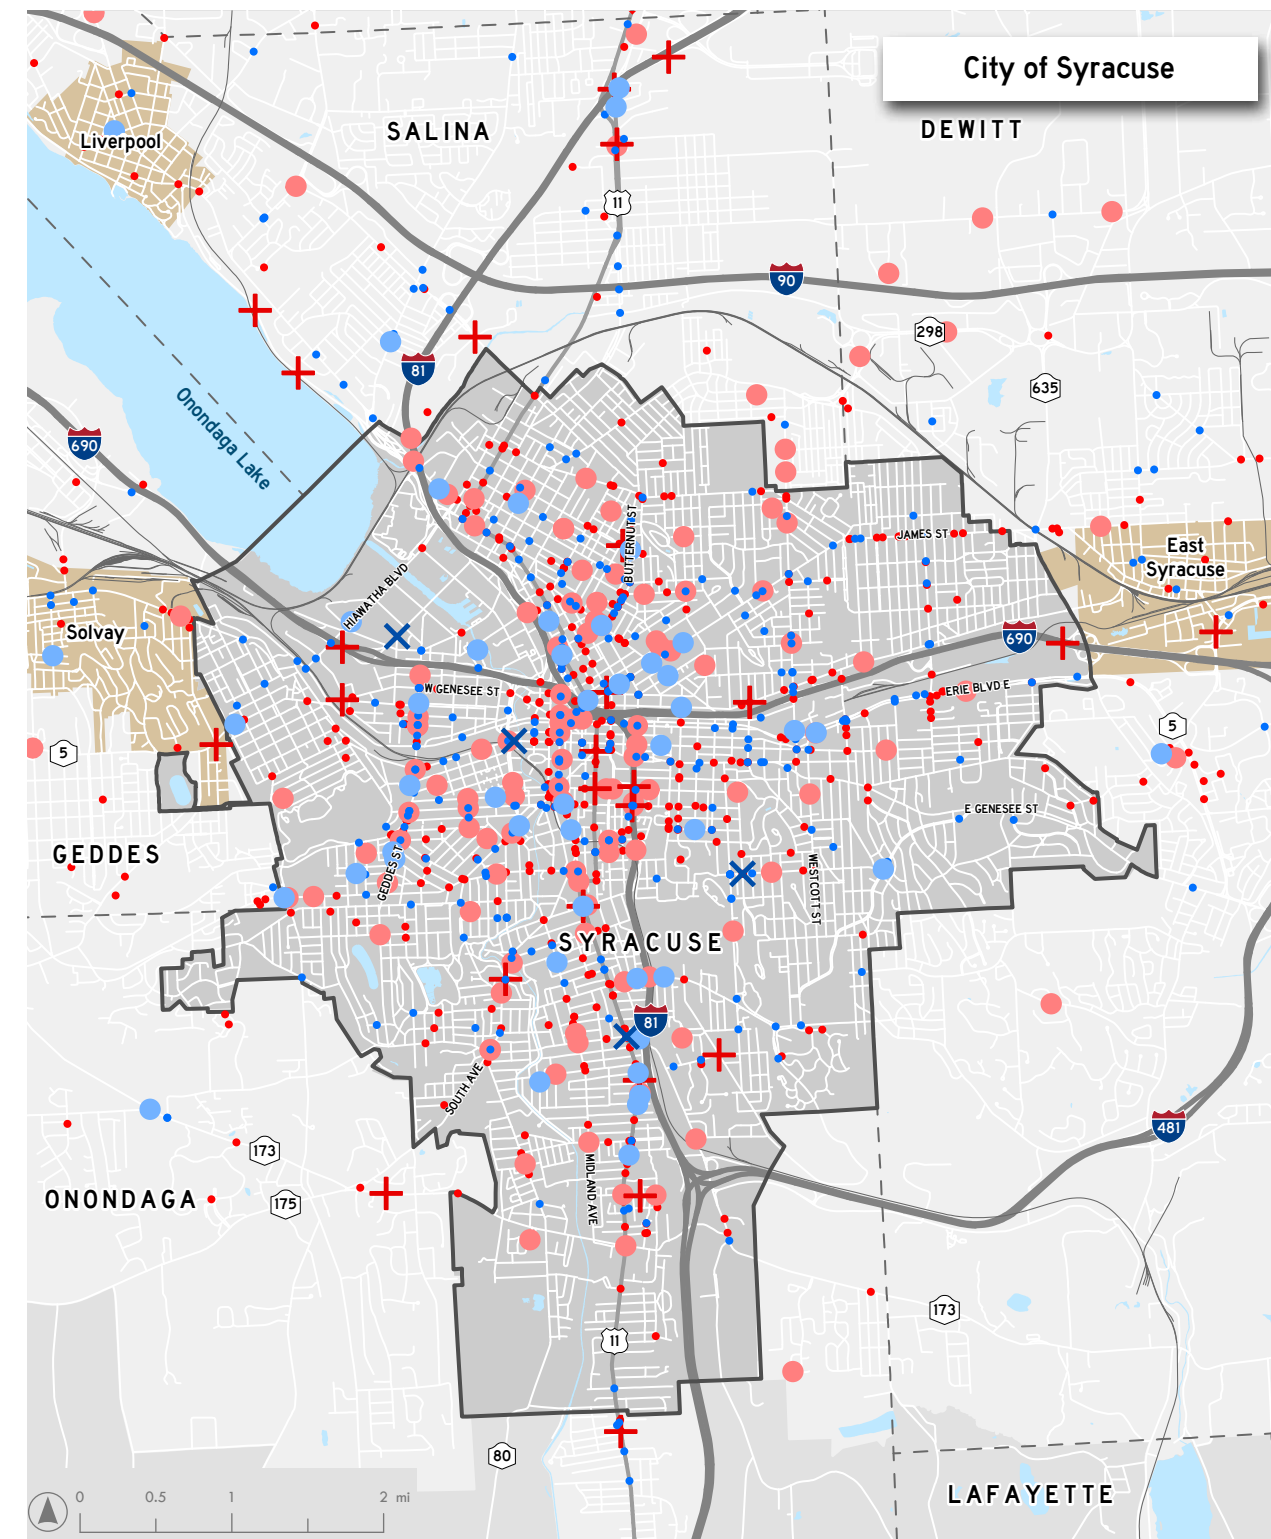 City of Syracuse
SALINA
DEWITT
Liverpool
11
90
298
81
635
Onondaga Lake
690
BUTTERNUT ST
JAMES ST
East
Syracuse
HIAWATHA BLVD
Solvay
690
W GENESEE ST
ERIE BLVD E
5
5
E GENESEE ST
GEDDES
GEDDES ST
WESTCOTT ST
SYRACUSE
81
SOUTH AVE
481
173
MIDLAND AVE
ONONDAGA
175
173
11
80
LAFAYETTE
0 0.5 1 2 mi